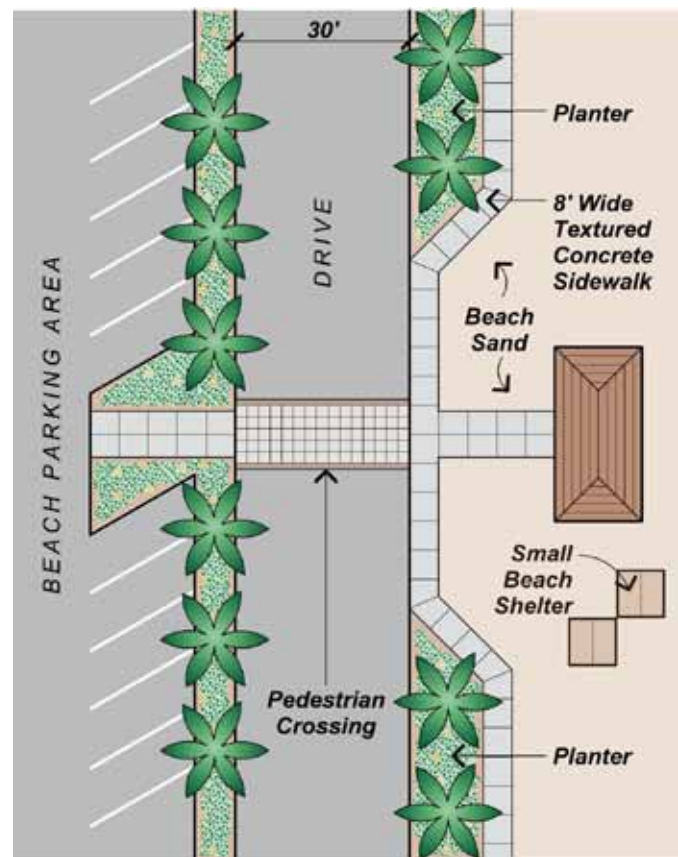 30'
Planter
8' Wide
Textured
Concrete
Sidewalk
DRIVE
BEACH PARKING AREA
Beach
Sand
Small
Beach
Shelter
Pedestrian
Crossing
Planter